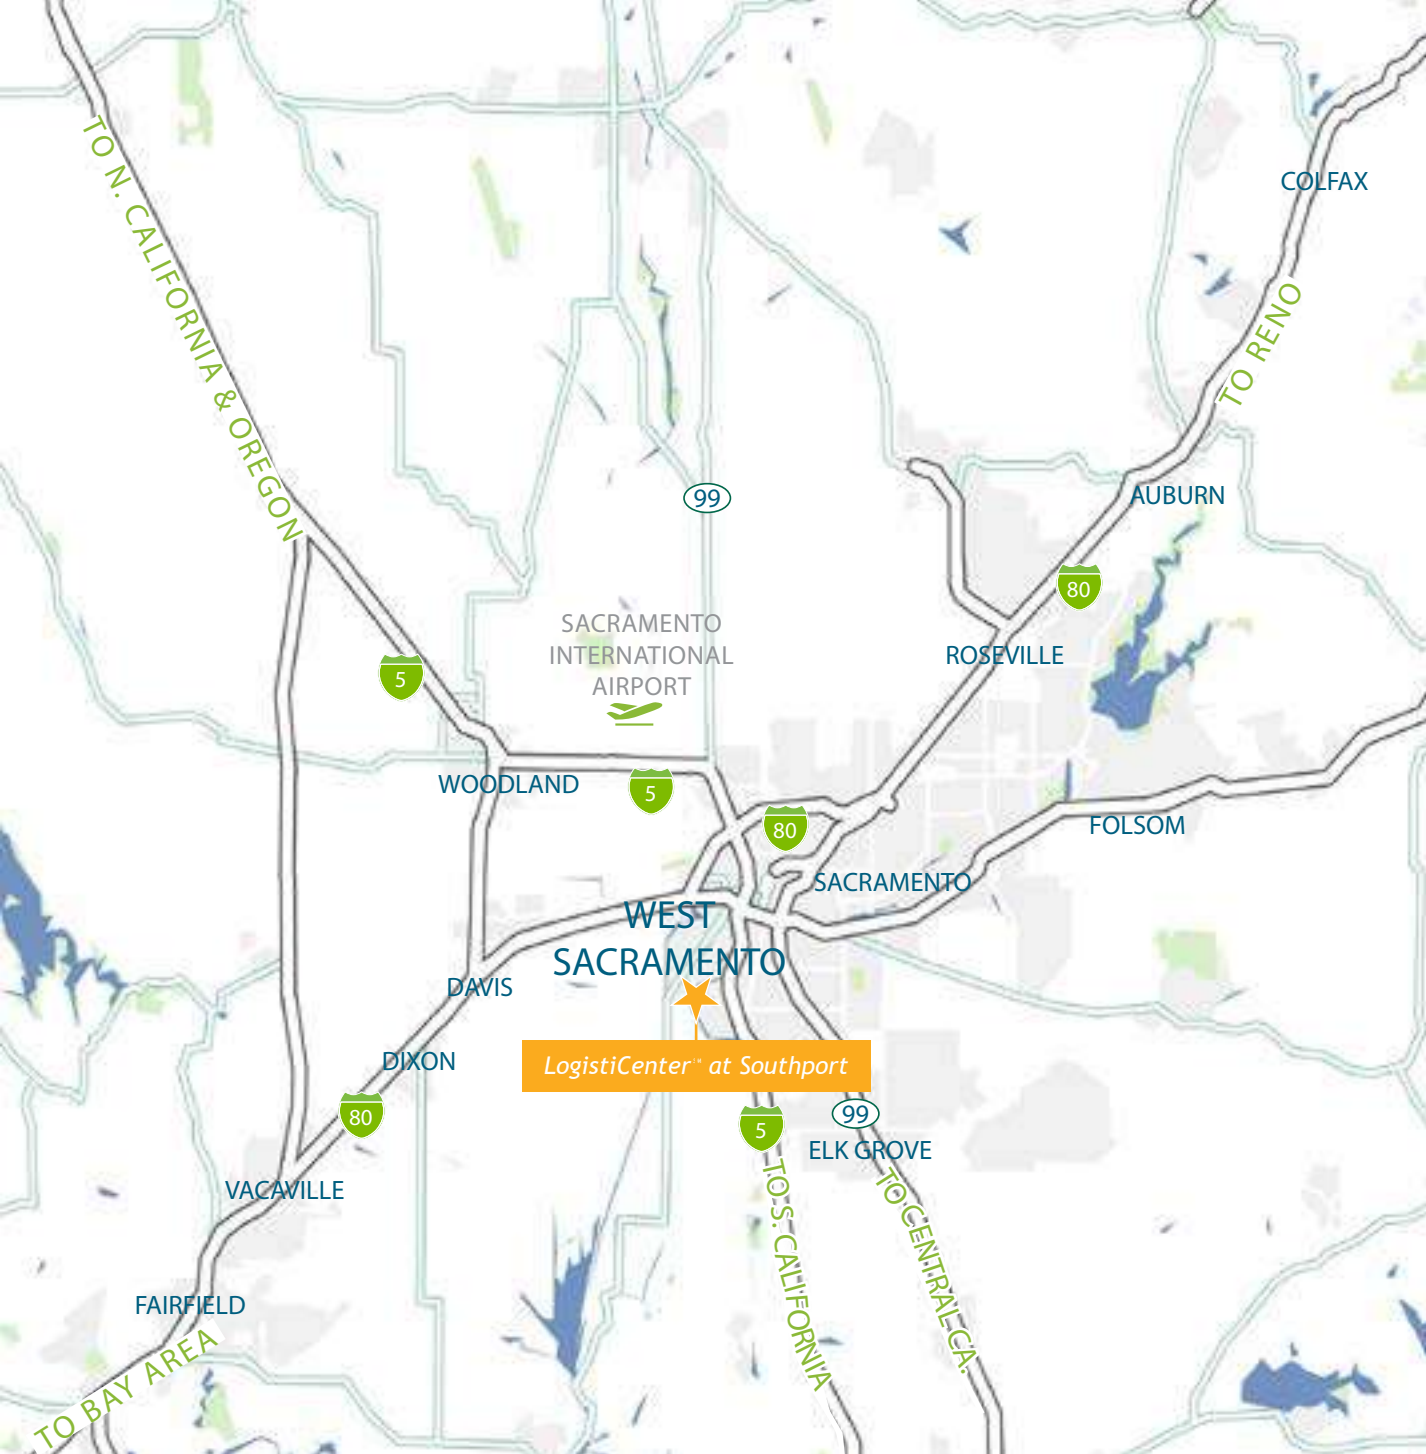 TO N. CALIFORNIA & OREGON
COLFAX
TO RENO
99
AUBURN
80
SACRAMENTO
INTERNATIONAL
AIRPORT
ROSEVILLE
5
WOODLAND
5
80
FOLSOM
SACRAMENTO
WEST
SACRAMENTO
DAVIS
DIXON
LogistiCenter™ at Southport
80
99
5
ELK GROVE
VACAVILLE
TO S. CALIFORNIA
TO CENTRAL CA.
FAIRFIELD
TO BAY AREA